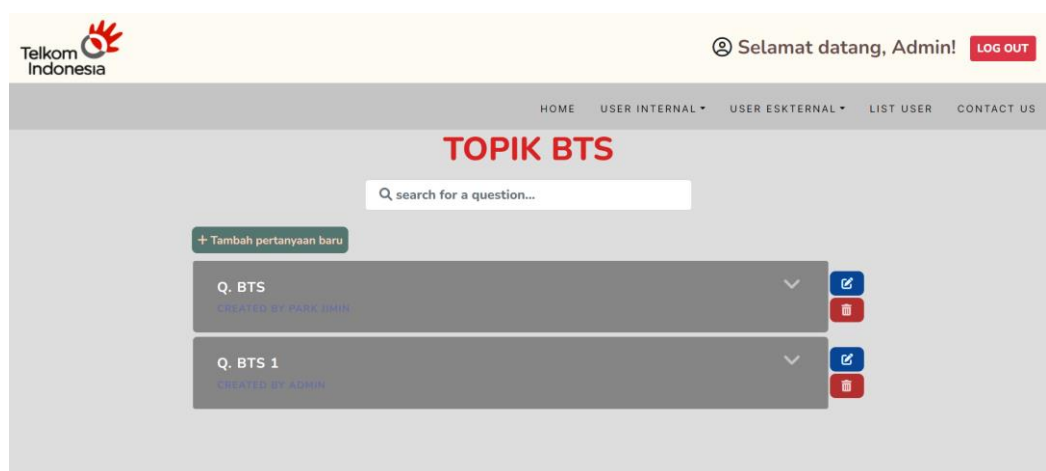 Telkom
Indonesia
Selamat datang, Admin!
LOG OUT
HOME USER INTERNAL USER ESKTERNAL LIST USER CONTACT US
TOPIK BTS
search for a question...
+ Tambah pertanyaan baru
Q. BTS
CREATED BY PARK JIMIN
Q. BTS 1
CREATED BY ADMIN